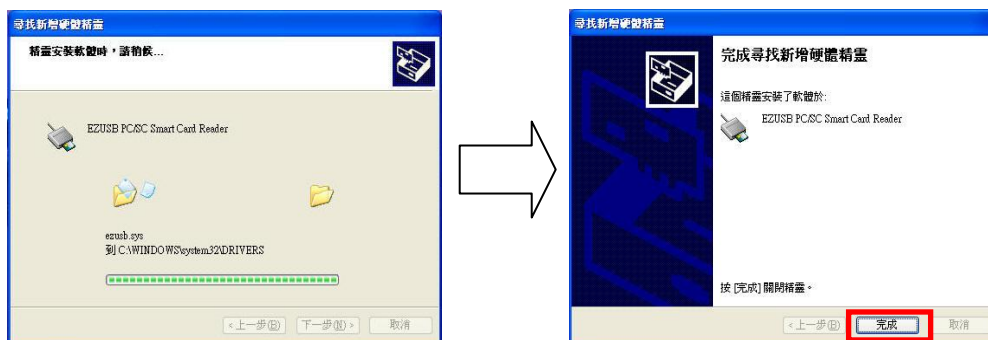 尋找新增硬體精靈
精靈安裝軟體時，請稍候...
EZUSB PC/SC Smart Card Reader
ezusb.sys
到 C:\WINDOWS\system32\DRIVERS
<上一步(B)
下一步(N)>
取消
尋找新增硬體精靈
完成尋找新增硬體精靈
這個精靈安裝了軟體於:
EZUSB PC/SC Smart Card Reader
按 [完成] 關閉精靈。
<上一步(B)
完成
取消